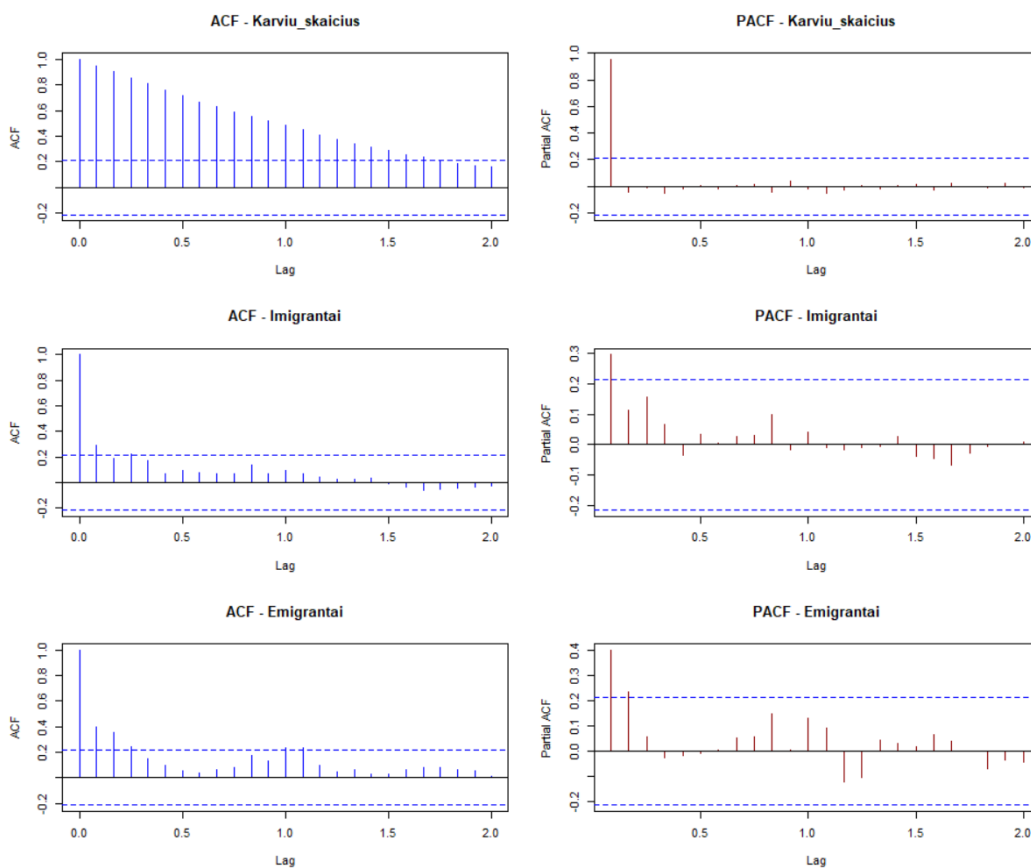 ACF - Karviu_skaicius
ACF
1.0
0.8
0.6
0.4
0.2
-0.2
0.0 0.5 1.0 1.5 2.0
Lag
PACF - Karviu_skaicius
Partial ACF
1.0
0.8
0.6
0.4
0.2
-0.2
0.5 1.0 1.5 2.0
Lag
ACF - Imigrantai
ACF
1.0
0.8
0.6
0.4
0.2
-0.2
0.0 0.5 1.0 1.5 2.0
Lag
PACF - Imigrantai
Partial ACF
0.3
0.2
0.1
0.0
-0.1
-0.2
0.5 1.0 1.5 2.0
Lag
ACF - Emigrantai
ACF
1.0
0.8
0.6
0.4
0.2
-0.2
0.0 0.5 1.0 1.5 2.0
Lag
PACF - Emigrantai
Partial ACF
0.4
0.3
0.2
0.1
0.0
-0.2
0.5 1.0 1.5 2.0
Lag